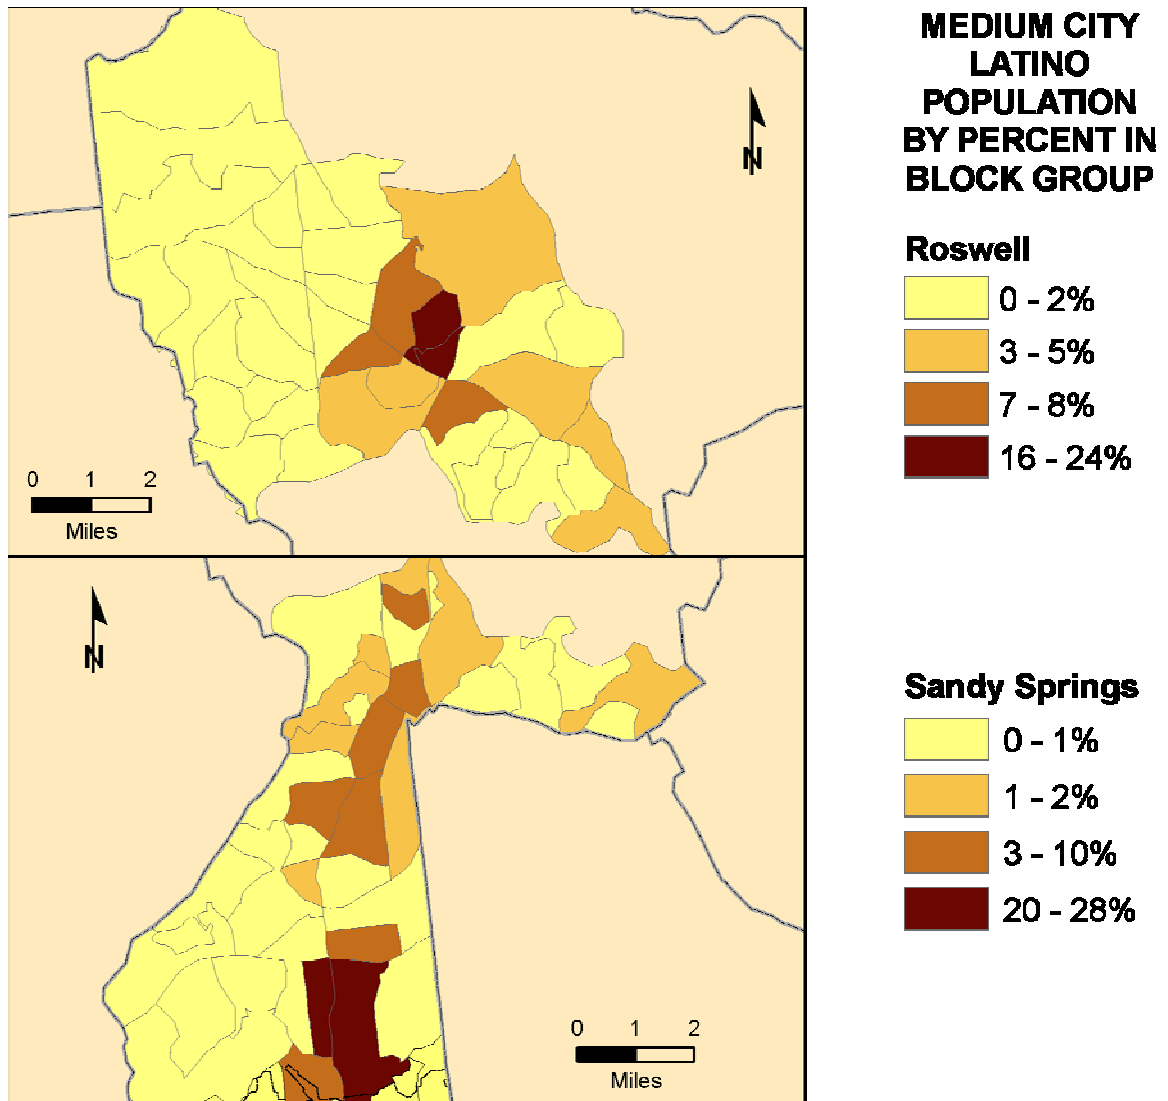 MEDIUM CITY
LATINO
POPULATION
BY PERCENT IN
BLOCK GROUP
N
Roswell
0 - 2%
3 - 5%
7 - 8%
16 - 24%
0 1 2
Miles
N
Sandy Springs
0 - 1%
1 - 2%
3 - 10%
20 - 28%
0 1 2
Miles